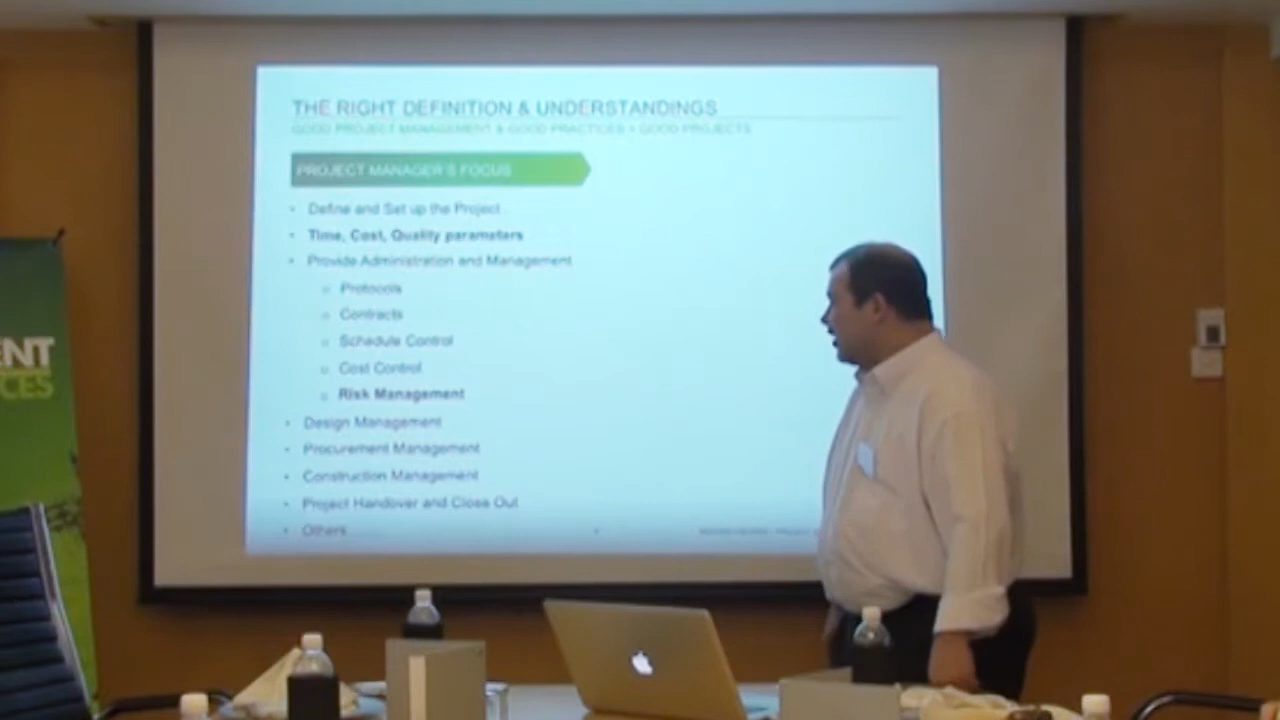 THE RIGHT DEFINITION & UNDERSTANDINGS
GOOD PROJECT MANAGEMENT & GOOD PRACTICES = GOOD PROJECTS
PROJECT MANAGER'S FOCUS
• Define and Set up the Project
• Time, Cost, Quality parameters
• Provide Administration and Management
o Protocols
o Contracts
o Schedule Control
o Cost Control
o Risk Management
• Design Management
• Procurement Management
• Construction Management
• Project Handover and Close Out
• Others
ENT
CES